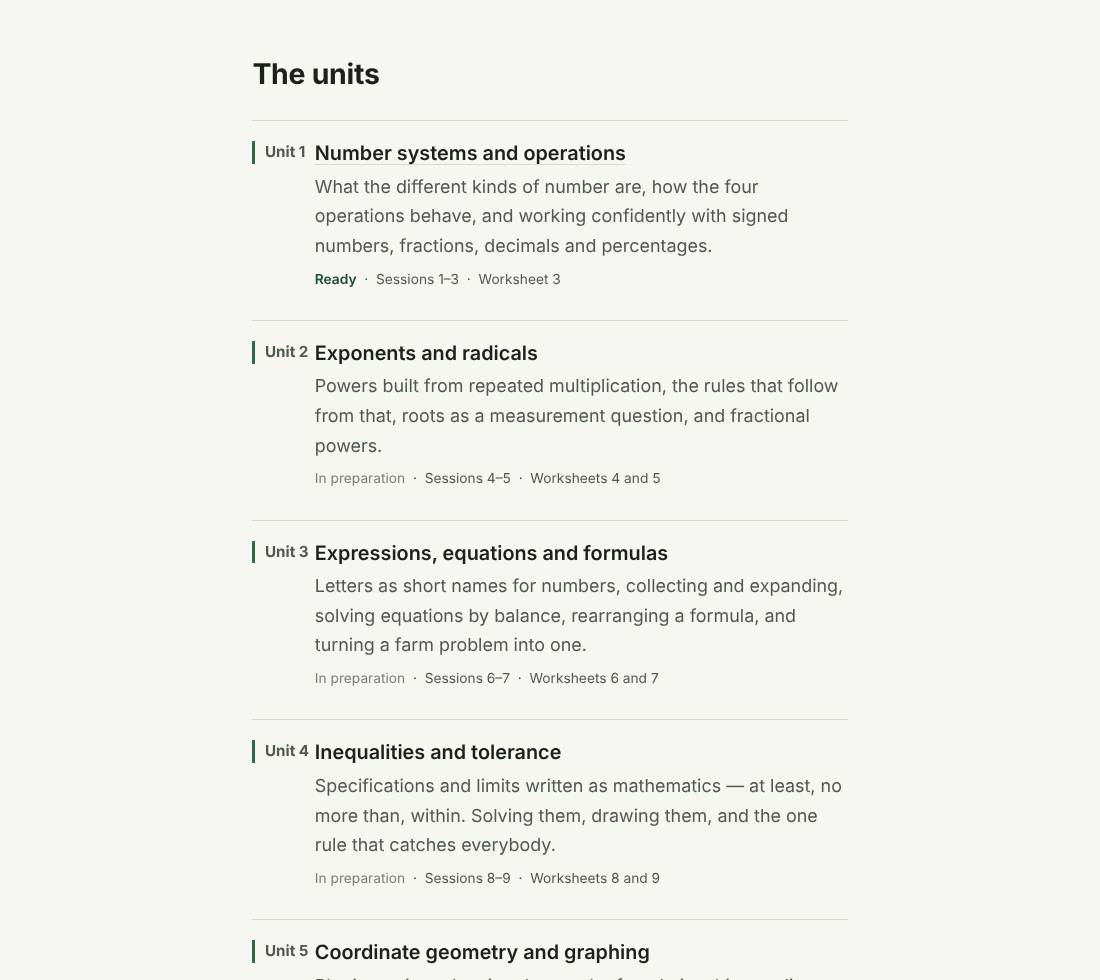 The units
Unit 1 Number systems and operations
What the different kinds of number are, how the four
operations behave, and working confidently with signed
numbers, fractions, decimals and percentages.
Ready · Sessions 1–3 · Worksheet 3
Unit 2 Exponents and radicals
Powers built from repeated multiplication, the rules that follow
from that, roots as a measurement question, and fractional
powers.
In preparation · Sessions 4–5 · Worksheets 4 and 5
Unit 3 Expressions, equations and formulas
Letters as short names for numbers, collecting and expanding,
solving equations by balance, rearranging a formula, and
turning a farm problem into one.
In preparation · Sessions 6–7 · Worksheets 6 and 7
Unit 4 Inequalities and tolerance
Specifications and limits written as mathematics — at least, no
more than, within. Solving them, drawing them, and the one
rule that catches everybody.
In preparation · Sessions 8–9 · Worksheets 8 and 9
Unit 5 Coordinate geometry and graphing